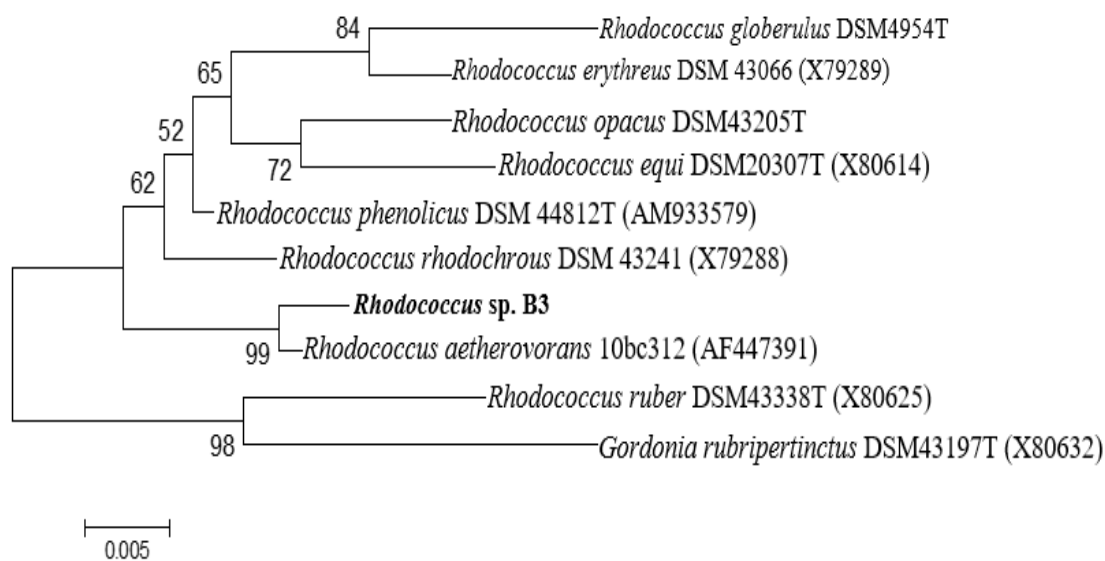 84
Rhodococcus globerulus DSM4954T
65
Rhodococcus erythreus DSM 43066 (X79289)
52
Rhodococcus opacus DSM43205T
72
Rhodococcus equi DSM20307T (X80614)
62
Rhodococcus phenolicus DSM 44812T (AM933579)
Rhodococcus rhodochrous DSM 43241 (X79288)
Rhodococcus sp. B3
99
Rhodococcus aetherovorans 10bc312 (AF447391)
Rhodococcus ruber DSM43338T (X80625)
98
Gordonia rubripertinctus DSM43197T (X80632)
0.005